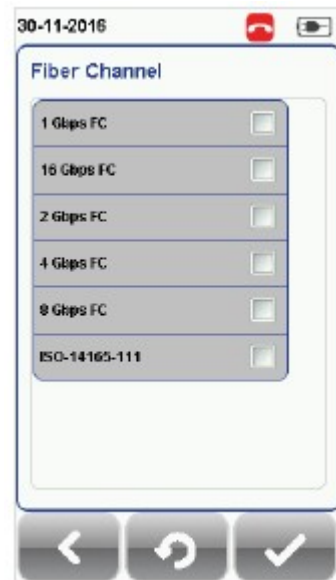 30-11-2016
Fiber Channel
1 Gbps FC
16 Gbps FC
2 Gbps FC
4 Gbps FC
8 Gbps FC
ISO-14165-111